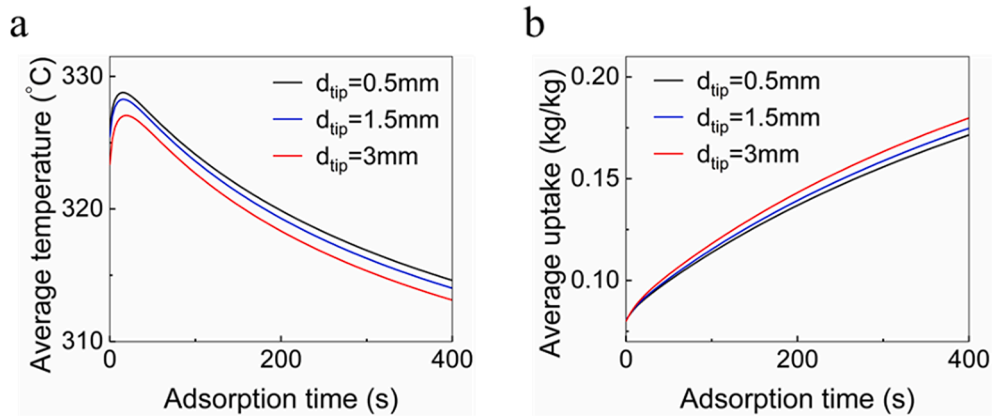 a
b
Average temperature (°C)
330
320
310
d_tip=0.5mm
d_tip=1.5mm
d_tip=3mm
0
200
400
Adsorption time (s)
Average uptake (kg/kg)
0.20
0.15
0.10
d_tip=0.5mm
d_tip=1.5mm
d_tip=3mm
0
200
400
Adsorption time (s)